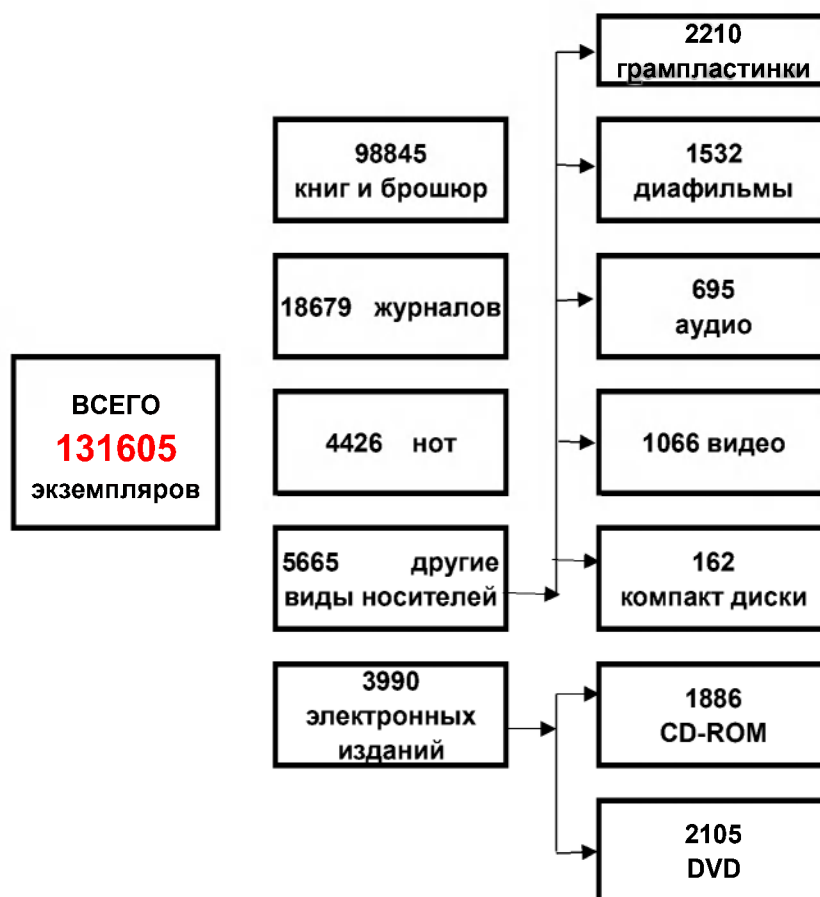 ВСЕГО
131605
экземпляров
98845
книг и брошюр
18679 журналов
4426 нот
5665 другие
виды носителей
3990
электронных
изданий
2210
грампластинки
1532
диафильмы
695
аудио
1066 видео
162
компакт диски
1886
CD-ROM
2105
DVD